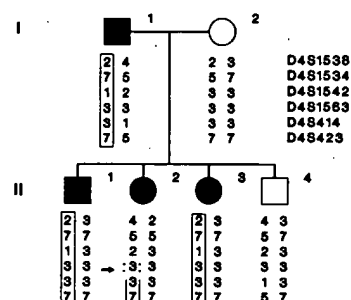 I 1 2
2 4 2 3 D4S1538
7 5 5 7 D4S1534
1 2 3 3 D4S1542
3 3 3 3 D4S1563
3 1 3 3 D4S414
7 5 7 7 D4S423
II 1 2 3 4
2 3 4 2 2 3 4 3
7 7 5 5 7 7 5 7
1 3 2 3 1 3 2 3
3 3 → :3: 3 3 3 3 3
3 3 3 3 3 3 1 3
7 7 7 7 7 7 5 7